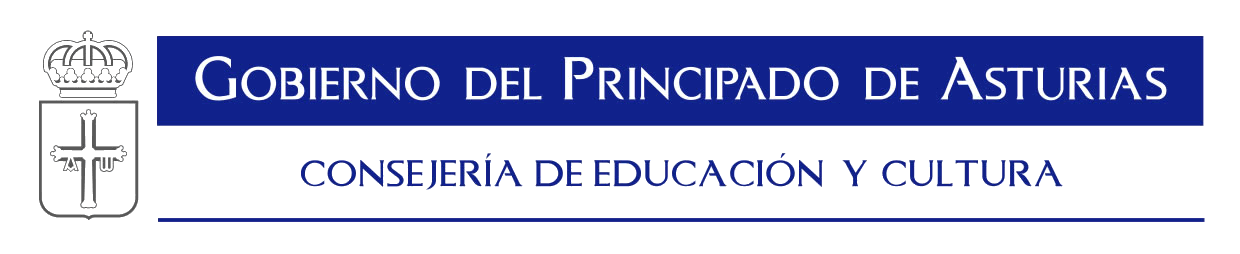 GOBIERNO DEL PRINCIPADO DE ASTURIAS
CONSEJERÍA DE EDUCACIÓN Y CULTURA